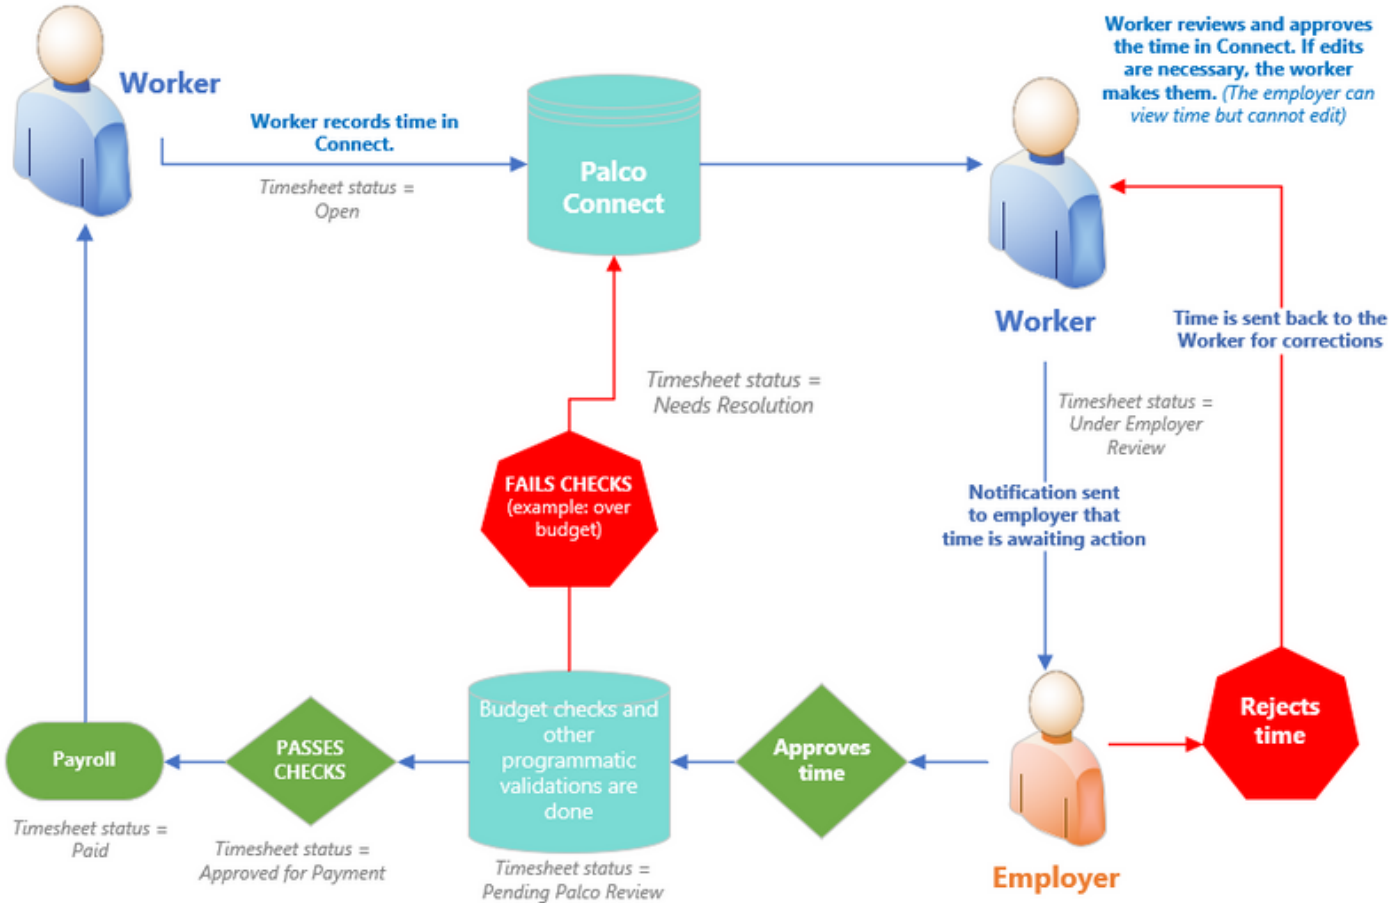 Worker
Worker records time in
Connect.
Timesheet status =
Open
Palco
Connect
Worker reviews and approves
the time in Connect. If edits
are necessary, the worker
makes them. (The employer can
view time but cannot edit)
Worker
Time is sent back to the
Worker for corrections
Timesheet status =
Needs Resolution
Timesheet status =
Under Employer
Review
FAILS CHECKS
(example: over
budget)
Notification sent
to employer that
time is awaiting action
Rejects
time
Employer
Approves
time
Budget checks and
other
programmatic
validations are
done
Timesheet status =
Pending Palco Review
PASSES
CHECKS
Timesheet status =
Approved for Payment
Payroll
Timesheet status =
Paid